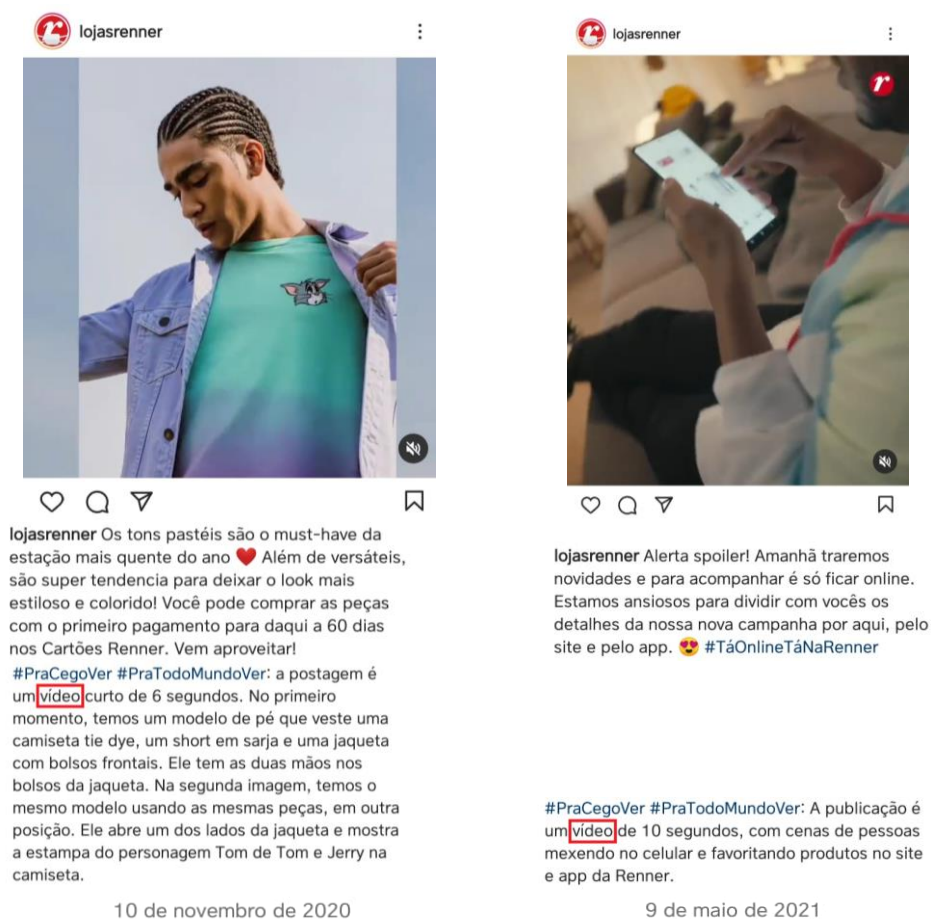 lojasrenner
lojasrenner Os tons pastéis são o must-have da
estação mais quente do ano ❤️ Além de versáteis,
são super tendencia para deixar o look mais
estiloso e colorido! Você pode comprar as peças
com o primeiro pagamento para daqui a 60 dias
nos Cartões Renner. Vem aproveitar!
#PraCegoVer #PraTodoMundoVer: a postagem é
um vídeo curto de 6 segundos. No primeiro
momento, temos um modelo de pé que veste uma
camiseta tie dye, um short em sarja e uma jaqueta
com bolsos frontais. Ele tem as duas mãos nos
bolsos da jaqueta. Na segunda imagem, temos o
mesmo modelo usando as mesmas peças, em outra
posição. Ele abre um dos lados da jaqueta e mostra
a estampa do personagem Tom de Tom e Jerry na
camiseta.
10 de novembro de 2020
lojasrenner
lojasrenner Alerta spoiler! Amanhã traremos
novidades e para acompanhar é só ficar online.
Estamos ansiosos para dividir com vocês os
detalhes da nossa nova campanha por aqui, pelo
site e pelo app. 😍 #TáOnlineTáNaRenner
#PraCegoVer #PraTodoMundoVer: A publicação é
um vídeo de 10 segundos, com cenas de pessoas
mexendo no celular e favoritando produtos no site
e app da Renner.
9 de maio de 2021